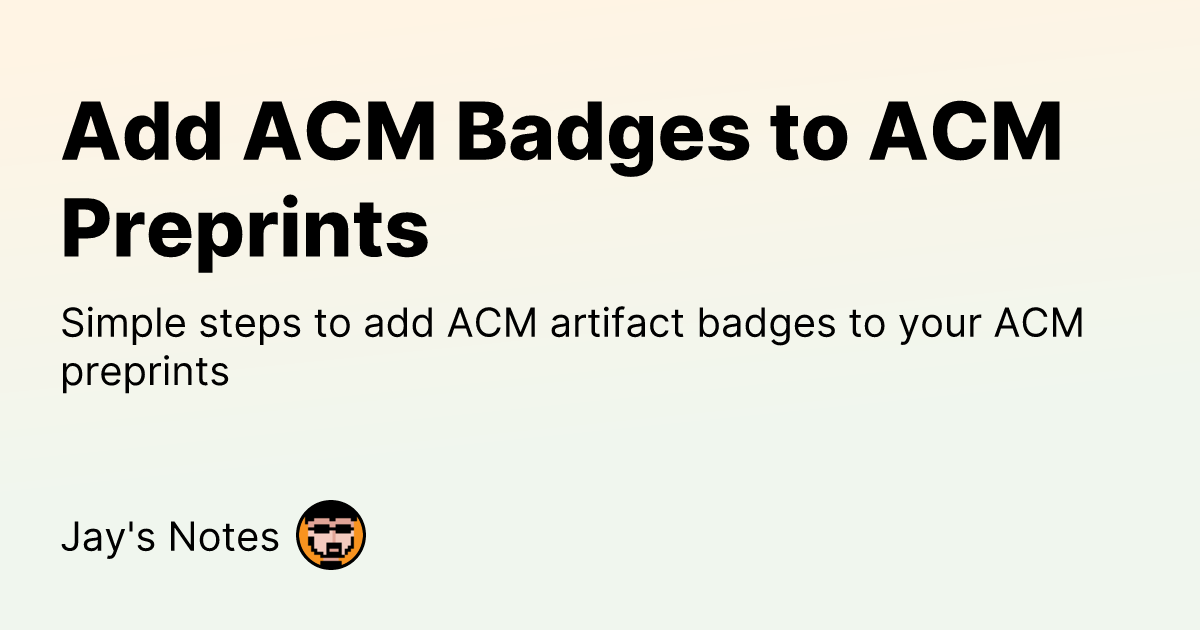 Add ACM Badges to ACM
Preprints
Simple steps to add ACM artifact badges to your ACM
preprints
Jay's Notes